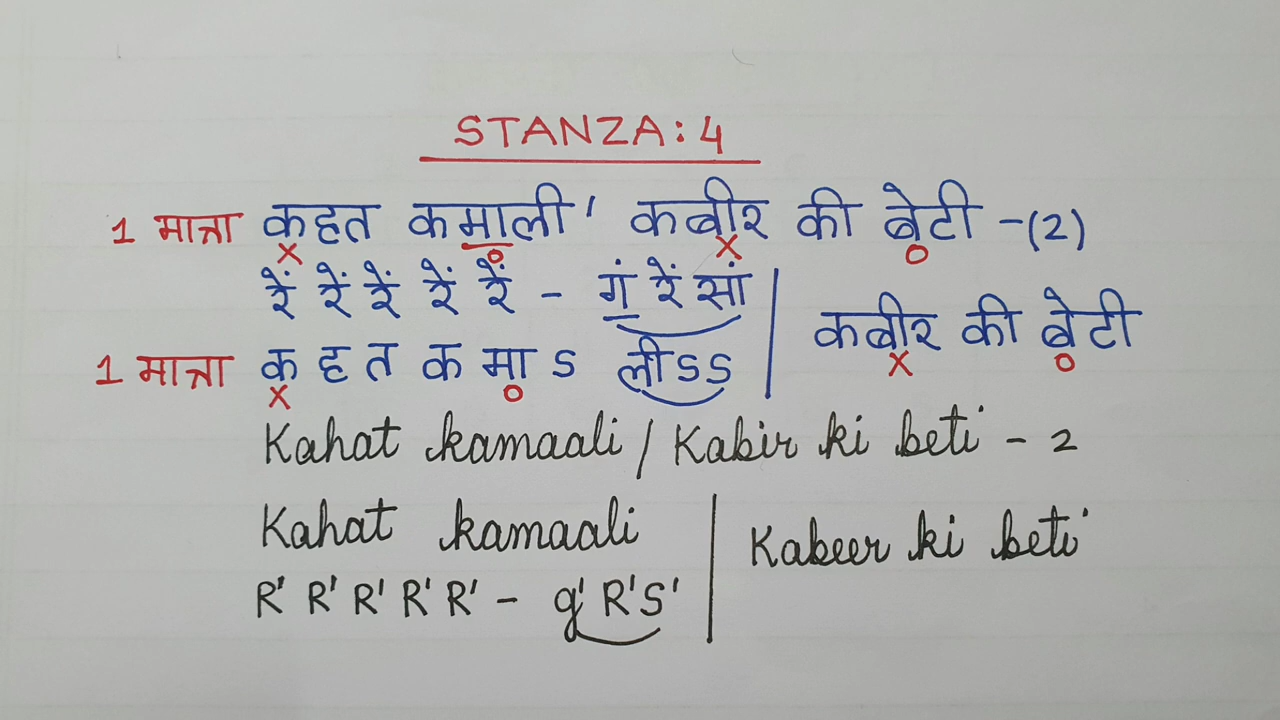 STANZA: 4
1 मात्रा कहत कमाली' कबीर की बेटी -(2)
x o x o
रें रें रें रें रें - गं॒ रें सां
1 मात्रा क ह त क मा ऽ लीऽऽ | कबीर की बेटी
x o x o
Kahat kamaali / Kabir ki beti - 2
Kahat kamaali | Kabeer ki beti
R' R' R' R' R' - g' R' S'